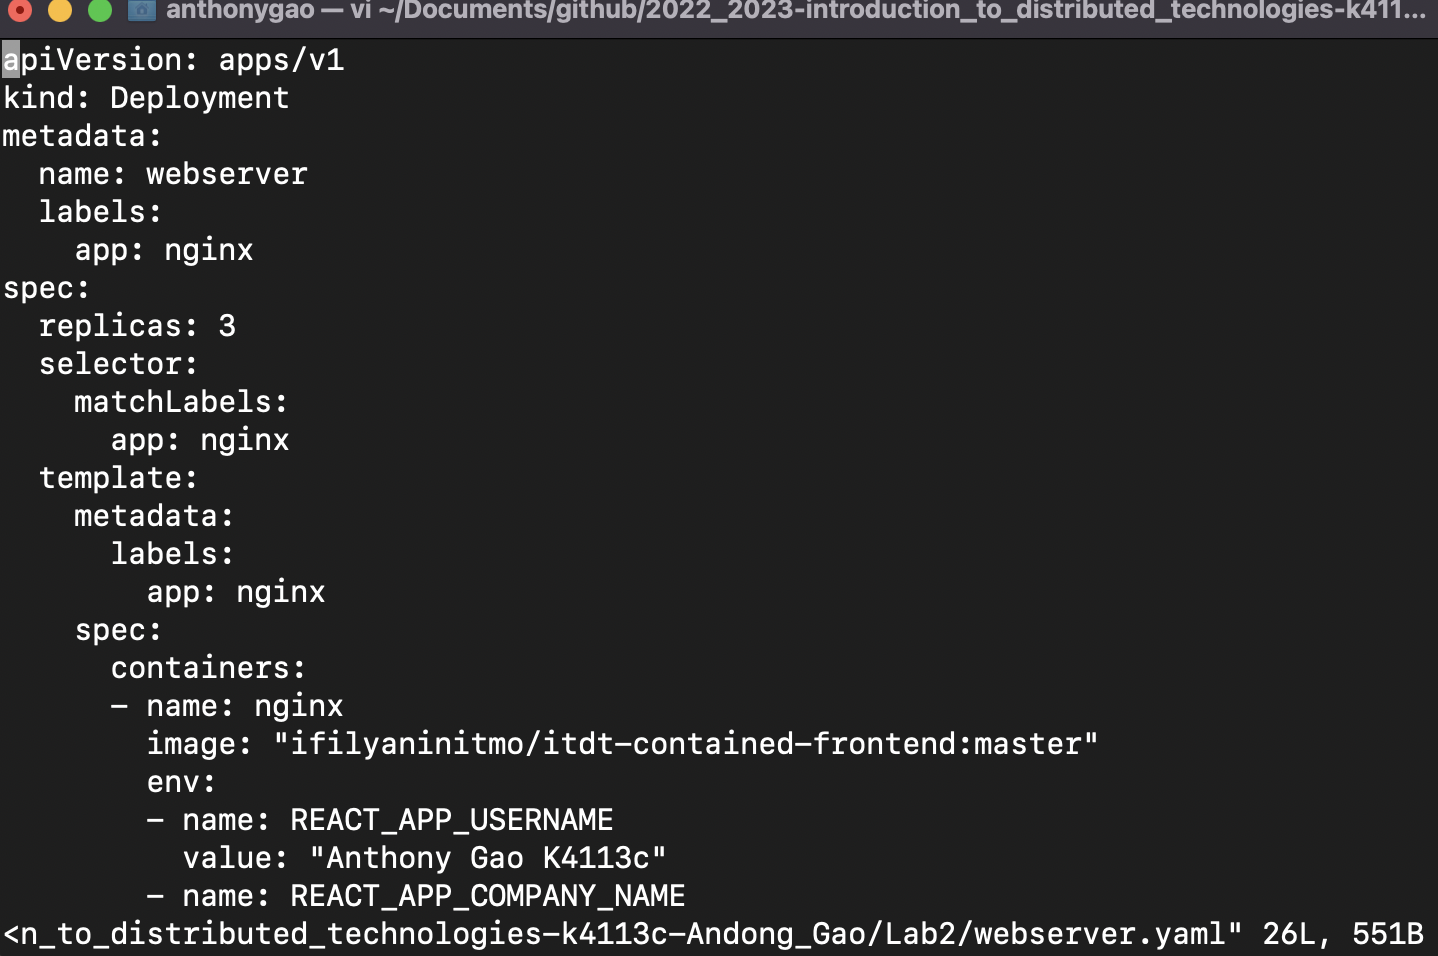 anthonygao — vi ~/Documents/github/2022_2023-introduction_to_distributed_technologies-k411...
apiVersion: apps/v1
kind: Deployment
metadata:
  name: webserver
  labels:
    app: nginx
spec:
  replicas: 3
  selector:
    matchLabels:
      app: nginx
  template:
    metadata:
      labels:
        app: nginx
    spec:
      containers:
      - name: nginx
        image: "ifilyaninitmo/itdt-contained-frontend:master"
        env:
        - name: REACT_APP_USERNAME
          value: "Anthony Gao K4113c"
        - name: REACT_APP_COMPANY_NAME
<n_to_distributed_technologies-k4113c-Andong_Gao/Lab2/webserver.yaml" 26L, 551B